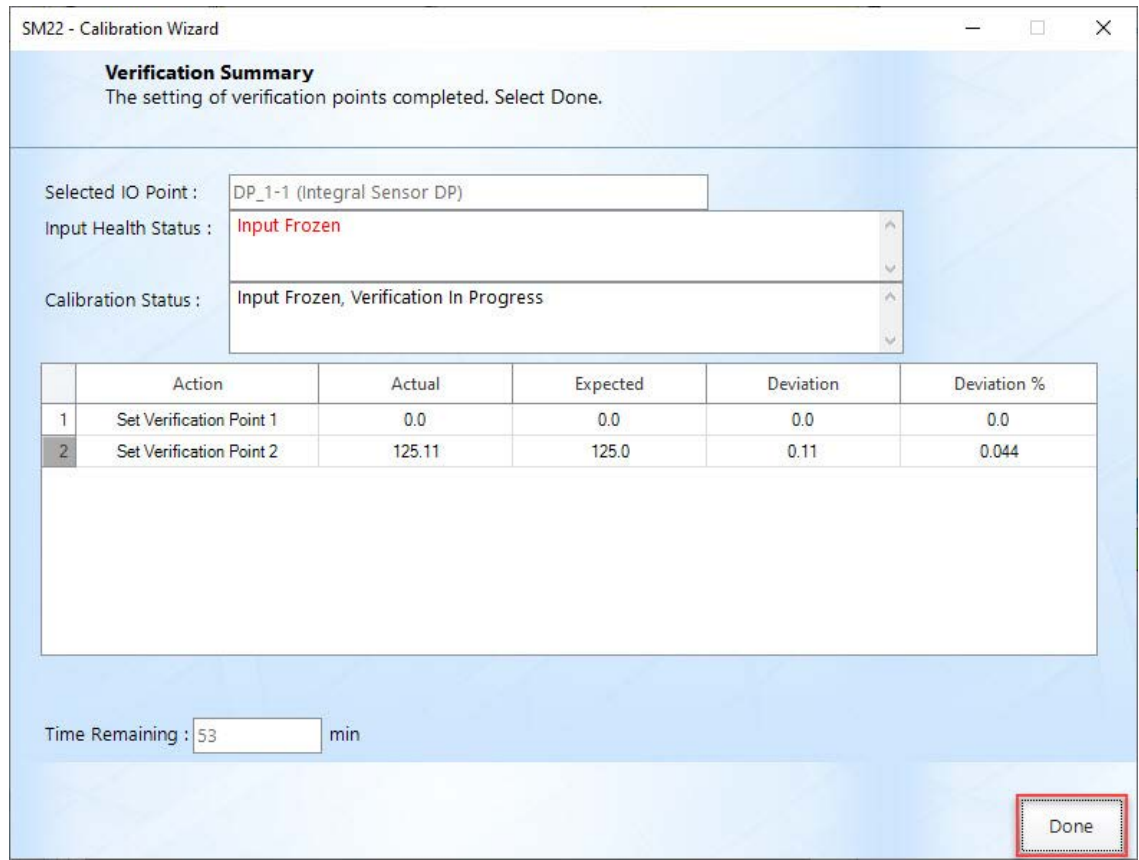 SM22 - Calibration Wizard
Verification Summary
The setting of verification points completed. Select Done.
Selected IO Point : DP_1-1 (Integral Sensor DP)
Input Health Status : Input Frozen
Calibration Status : Input Frozen, Verification In Progress
Action Actual Expected Deviation Deviation %
1 Set Verification Point 1 0.0 0.0 0.0 0.0
2 Set Verification Point 2 125.11 125.0 0.11 0.044
Time Remaining : 53 min
Done